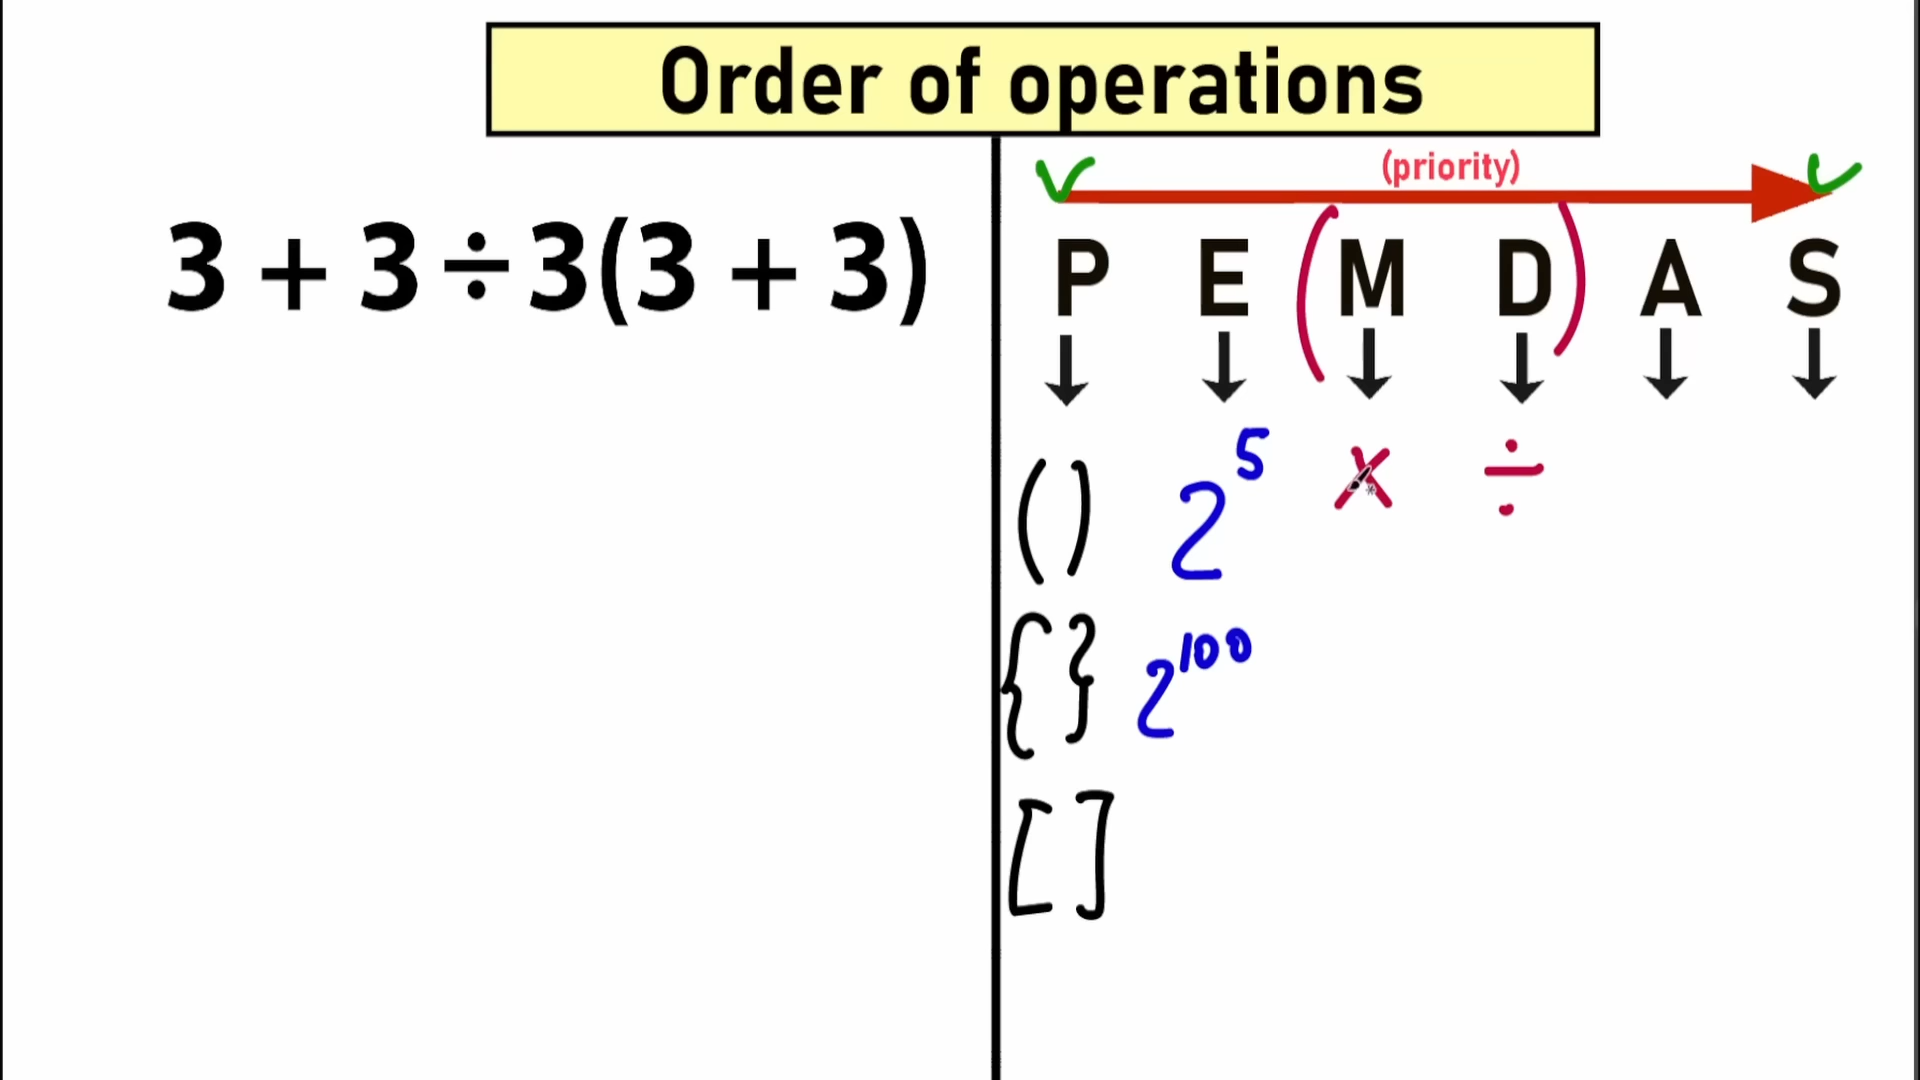 Order of operations
(priority)
3 + 3 ÷ 3(3 + 3)
P E (M D) A S
( ) 2^5 × ÷
{ } 2^100
[ ]